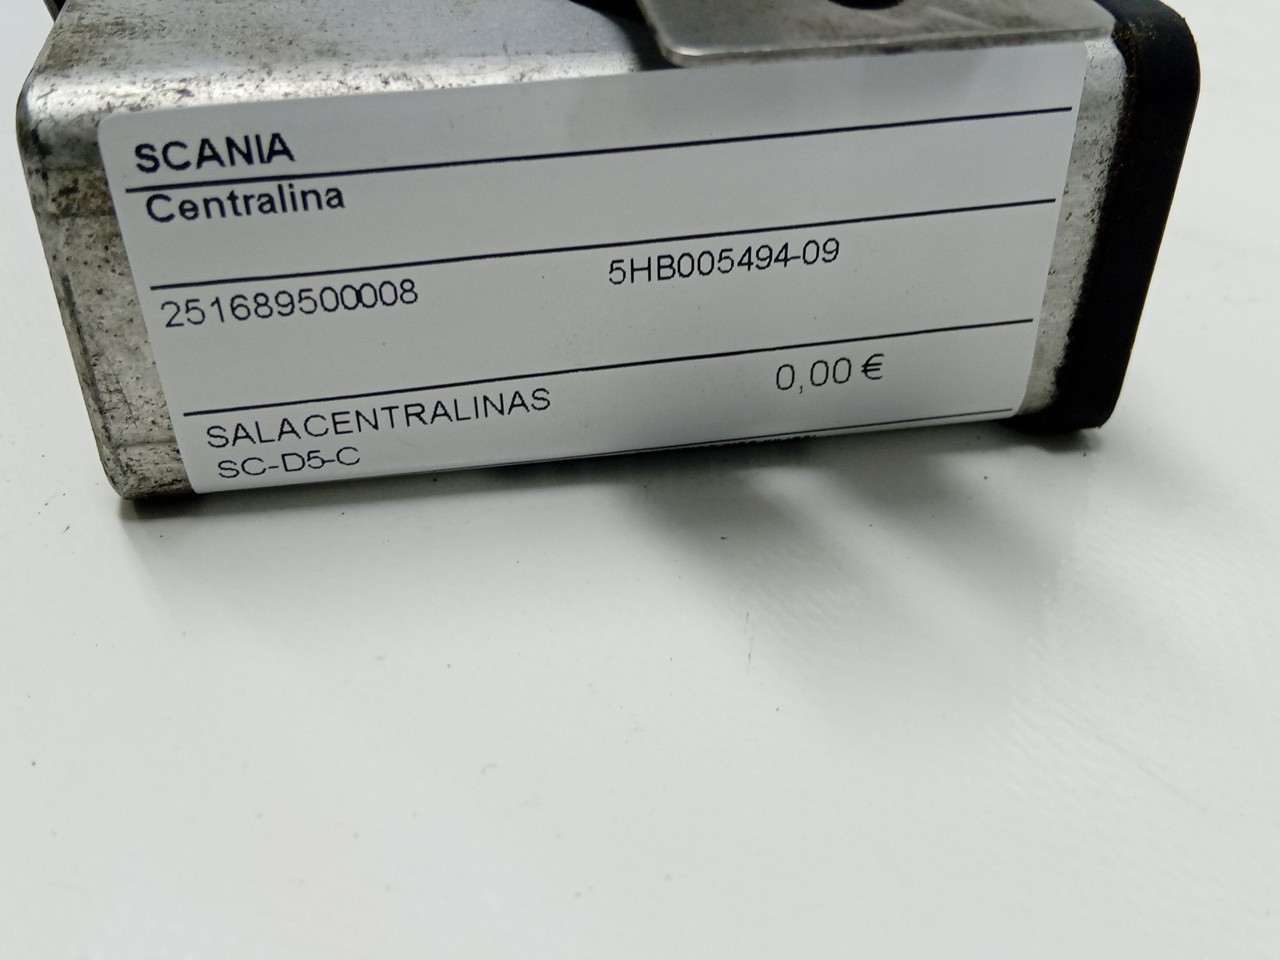 SCANIA
Centralina
251689500008 5HB005494-09
0,00 €
SALACENTRALINAS
SC-D5-C